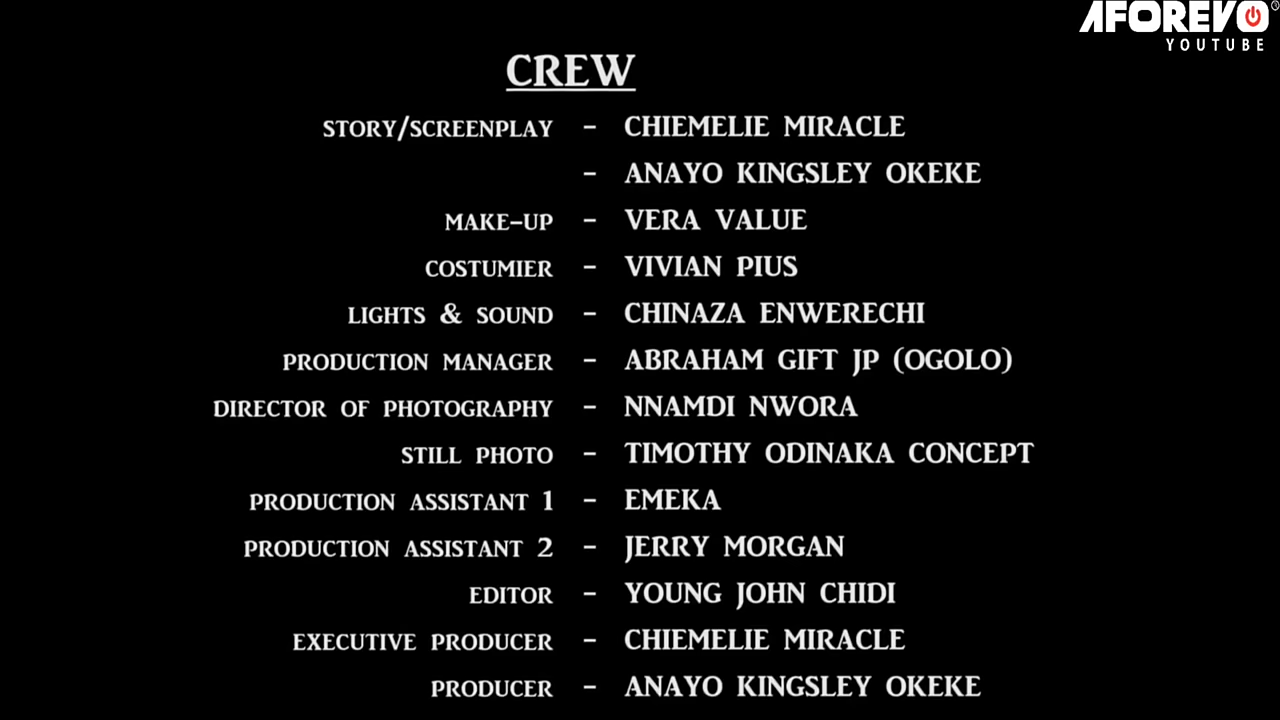 AFOREVO
YOUTUBE
CREW
STORY/SCREENPLAY - CHIEMELIE MIRACLE
- ANAYO KINGSLEY OKEKE
MAKE-UP - VERA VALUE
COSTUMIER - VIVIAN PIUS
LIGHTS & SOUND - CHINAZA ENWERECHI
PRODUCTION MANAGER - ABRAHAM GIFT JP (OGOLO)
DIRECTOR OF PHOTOGRAPHY - NNAMDI NWORA
STILL PHOTO - TIMOTHY ODINAKA CONCEPT
PRODUCTION ASSISTANT 1 - EMEKA
PRODUCTION ASSISTANT 2 - JERRY MORGAN
EDITOR - YOUNG JOHN CHIDI
EXECUTIVE PRODUCER - CHIEMELIE MIRACLE
PRODUCER - ANAYO KINGSLEY OKEKE